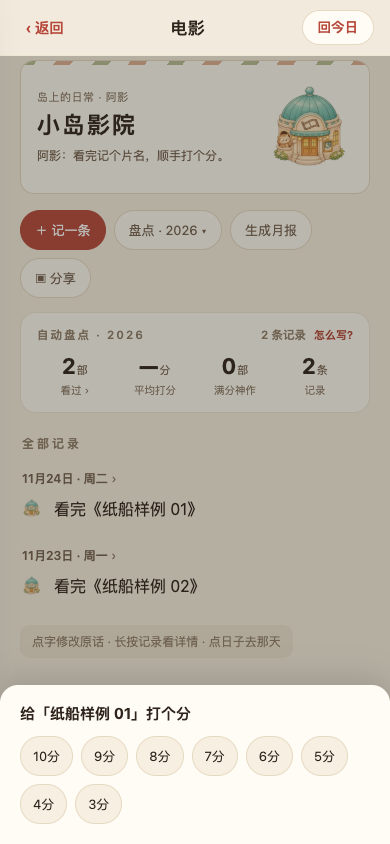 ‹ 返回
电影
回今日
岛上的日常 · 阿影
小岛影院
阿影：看完记个片名，顺手打个分。
＋ 记一条
盘点 · 2026 ▾
生成月报
▣ 分享
自动盘点 · 2026
2 条记录 怎么写?
2部
一分
0部
2条
看过 ›
平均打分
满分神作
记录
全部记录
11月24日 · 周二 ›
看完《纸船样例 01》
11月23日 · 周一 ›
看完《纸船样例 02》
点字修改原话 · 长按记录看详情 · 点日子去那天
给「纸船样例 01」打个分
10分
9分
8分
7分
6分
5分
4分
3分